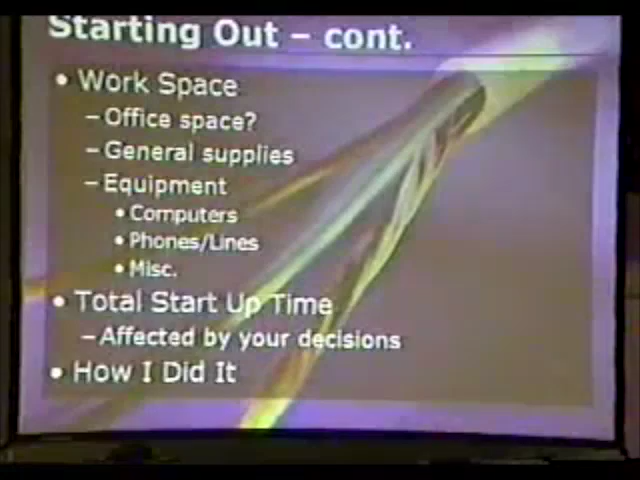 Starting Out – cont.
• Work Space
– Office space?
– General supplies
– Equipment
• Computers
• Phones/Lines
• Misc.
• Total Start Up Time
– Affected by your decisions
• How I Did It